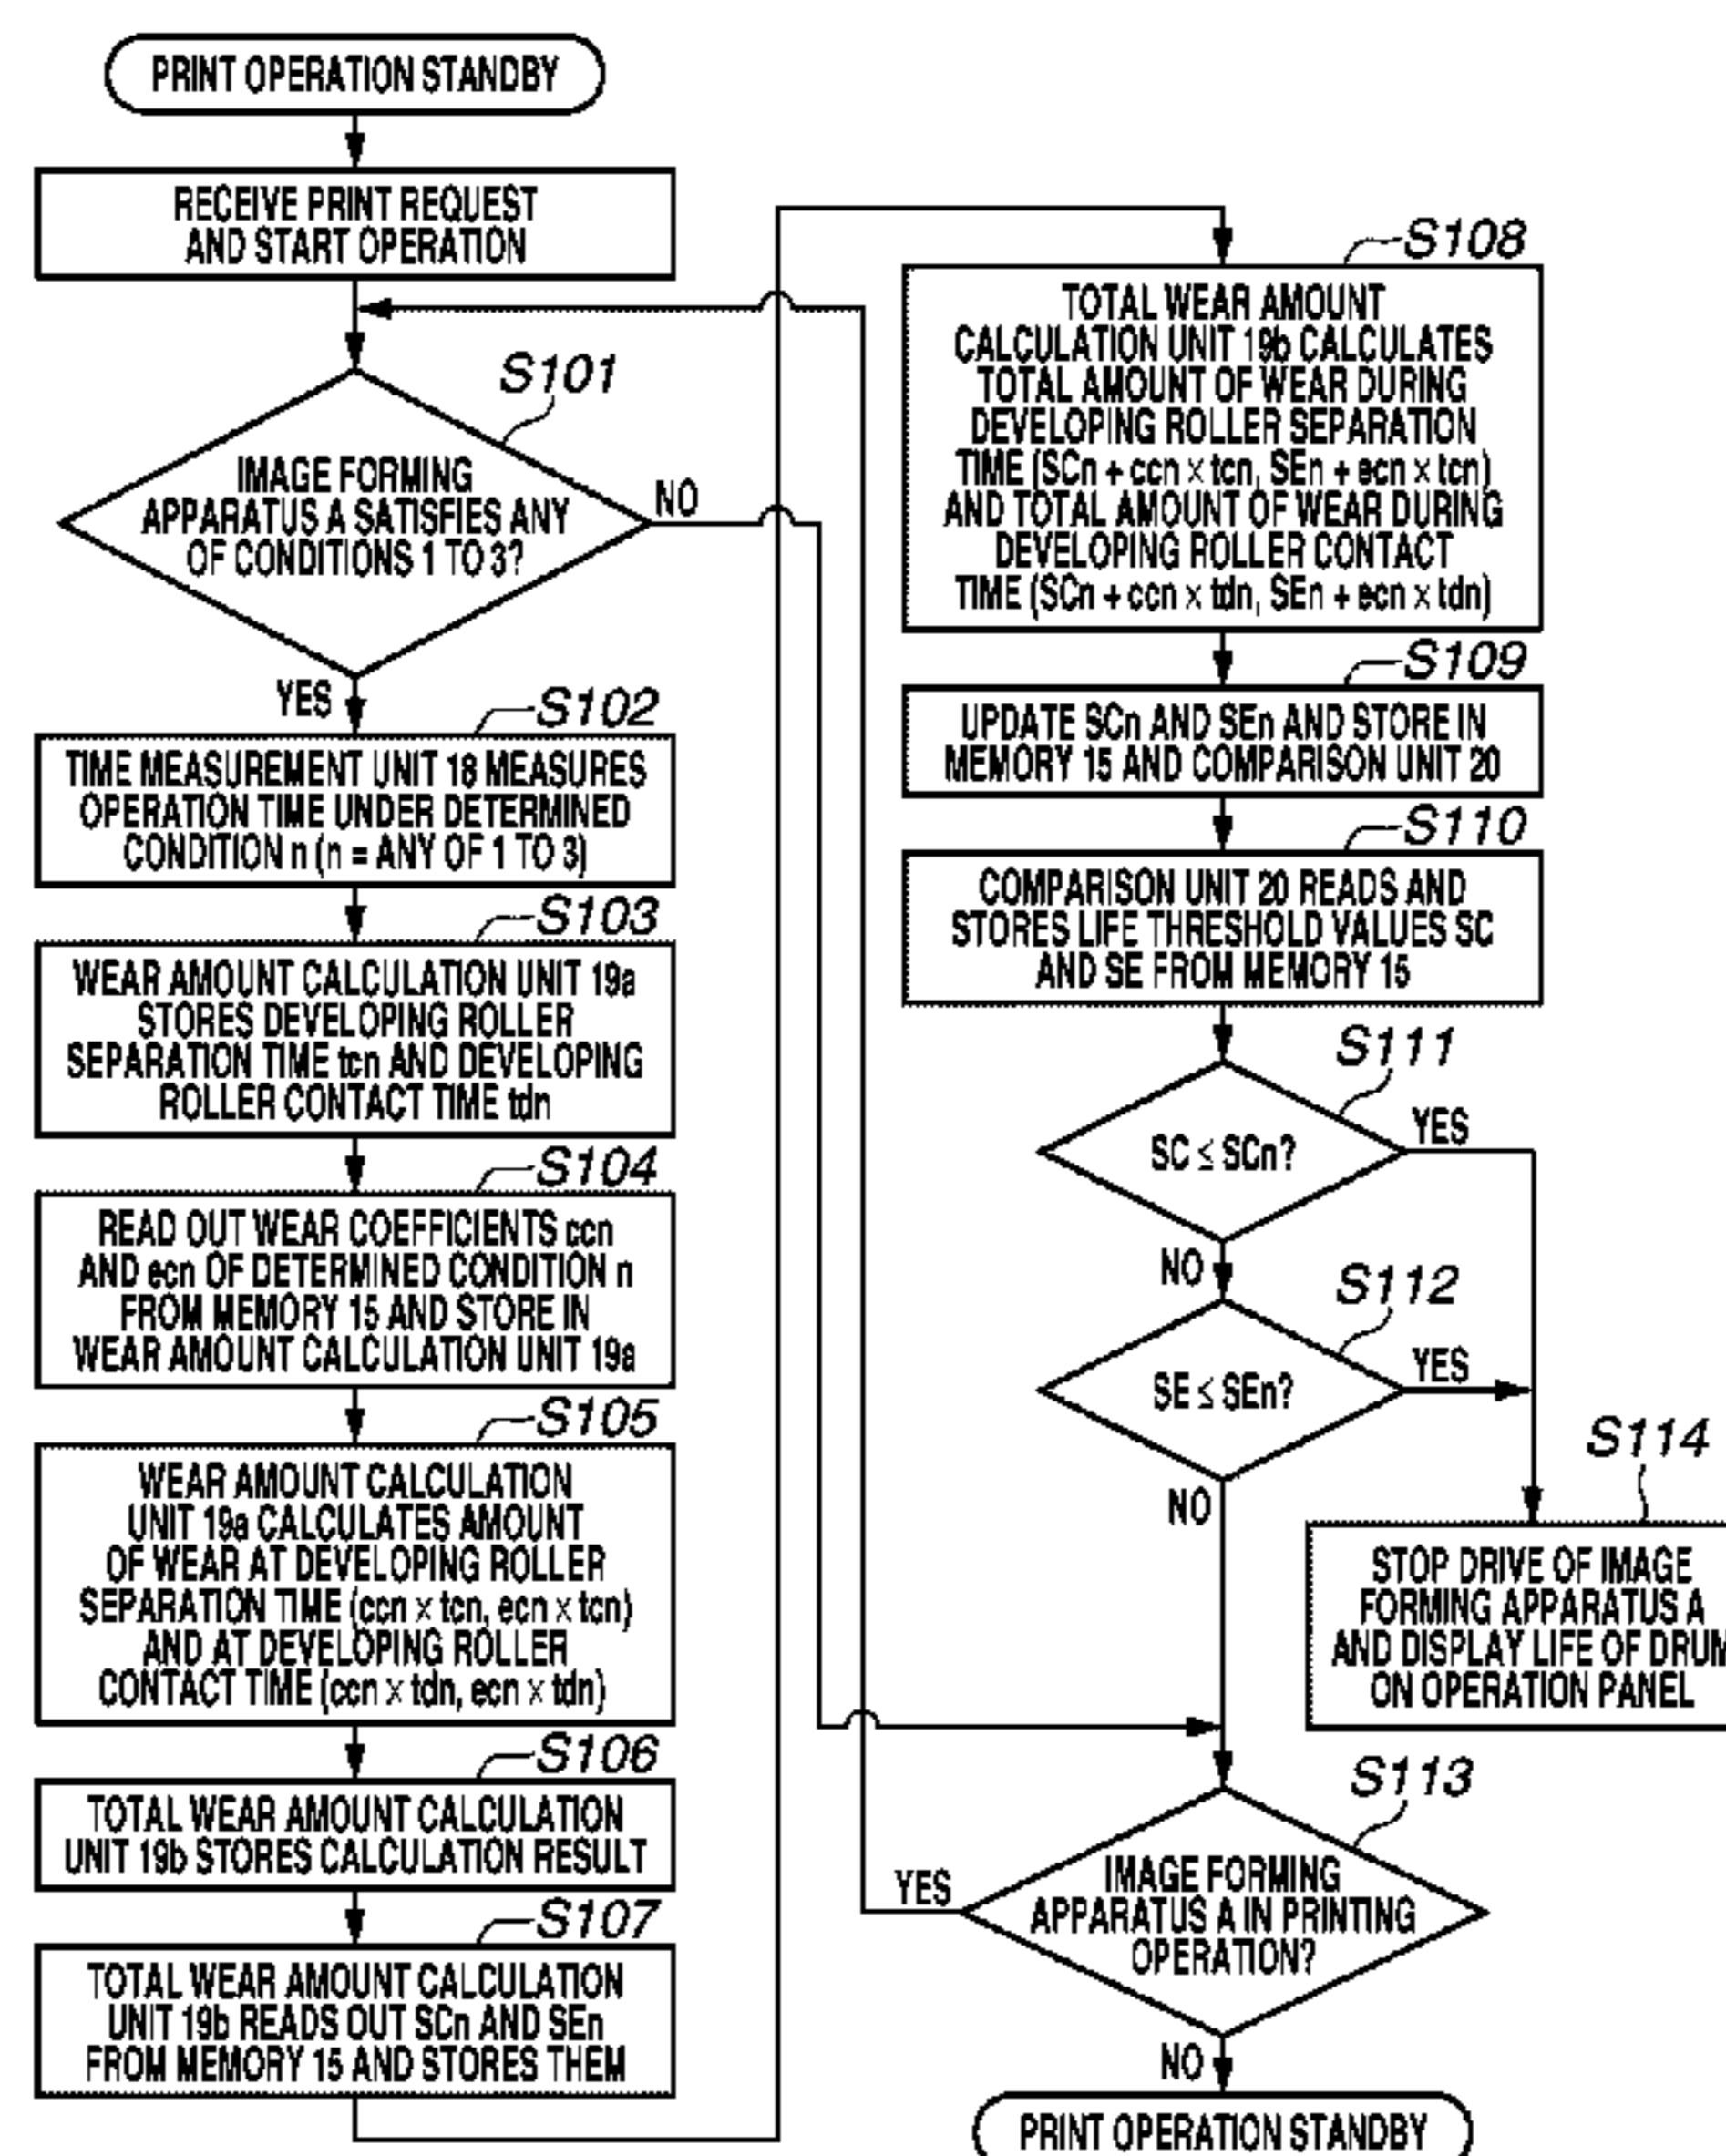 PRINT OPERATION STANDBY
RECEIVE PRINT REQUEST
AND START OPERATION
S101
IMAGE FORMING
APPARATUS A SATISFIES ANY
OF CONDITIONS 1 TO 3?
NO
YES
S102
TIME MEASUREMENT UNIT 18 MEASURES
OPERATION TIME UNDER DETERMINED
CONDITION n (n = ANY OF 1 TO 3)
S103
WEAR AMOUNT CALCULATION UNIT 19a
STORES DEVELOPING ROLLER
SEPARATION TIME tcn AND DEVELOPING
ROLLER CONTACT TIME tdn
S104
READ OUT WEAR COEFFICIENTS ccn
AND ecn OF DETERMINED CONDITION n
FROM MEMORY 15 AND STORE IN
WEAR AMOUNT CALCULATION UNIT 19a
S105
WEAR AMOUNT CALCULATION
UNIT 19a CALCULATES AMOUNT
OF WEAR AT DEVELOPING ROLLER
SEPARATION TIME (ccn × tcn, ecn × tcn)
AND AT DEVELOPING ROLLER
CONTACT TIME (ccn × tdn, ecn × tdn)
S106
TOTAL WEAR AMOUNT CALCULATION
UNIT 19b STORES CALCULATION RESULT
S107
TOTAL WEAR AMOUNT CALCULATION
UNIT 19b READS OUT SCn AND SEn
FROM MEMORY 15 AND STORES THEM
S108
TOTAL WEAR AMOUNT
CALCULATION UNIT 19b CALCULATES
TOTAL AMOUNT OF WEAR DURING
DEVELOPING ROLLER SEPARATION
TIME (SCn + ccn × tcn, SEn + ecn × tcn)
AND TOTAL AMOUNT OF WEAR DURING
DEVELOPING ROLLER CONTACT
TIME (SCn + ccn × tdn, SEn + ecn × tdn)
S109
UPDATE SCn AND SEn AND STORE IN
MEMORY 15 AND COMPARISON UNIT 20
S110
COMPARISON UNIT 20 READS AND
STORES LIFE THRESHOLD VALUES SC
AND SE FROM MEMORY 15
S111
SC ≤ SCn?
YES
NO
S112
SE ≤ SEn?
YES
NO
S114
STOP DRIVE OF IMAGE
FORMING APPARATUS A
AND DISPLAY LIFE OF DRUM
ON OPERATION PANEL
S113
IMAGE FORMING
APPARATUS A IN PRINTING
OPERATION?
YES
NO
PRINT OPERATION STANDBY